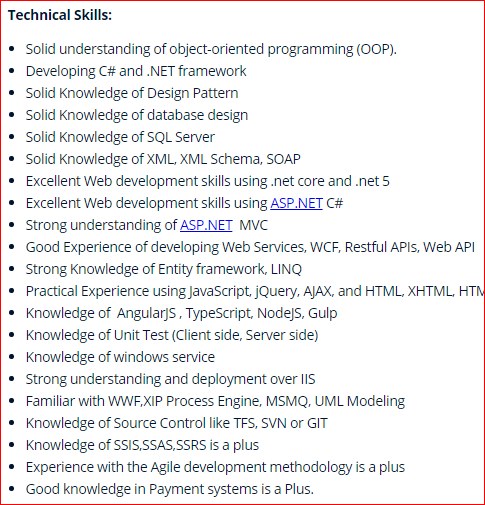 Technical Skills:
• Solid understanding of object-oriented programming (OOP).
• Developing C# and .NET framework
• Solid Knowledge of Design Pattern
• Solid Knowledge of database design
• Solid Knowledge of SQL Server
• Solid Knowledge of XML, XML Schema, SOAP
• Excellent Web development skills using .net core and .net 5
• Excellent Web development skills using ASP.NET C#
• Strong understanding of ASP.NET  MVC
• Good Experience of developing Web Services, WCF, Restful APIs, Web API
• Strong Knowledge of Entity framework, LINQ
• Practical Experience using JavaScript, jQuery, AJAX, and HTML, XHTML,
• Knowledge of  AngularJS , TypeScript, NodeJS, Gulp
• Knowledge of Unit Test (Client side, Server side)
• Knowledge of windows service
• Strong understanding and deployment over IIS
• Familiar with WWF,XIP Process Engine, MSMQ, UML Modeling
• Knowledge of Source Control like TFS, SVN or GIT
• Knowledge of SSIS,SSAS,SSRS is a plus
• Experience with the Agile development methodology is a plus
• Good knowledge in Payment systems is a Plus.